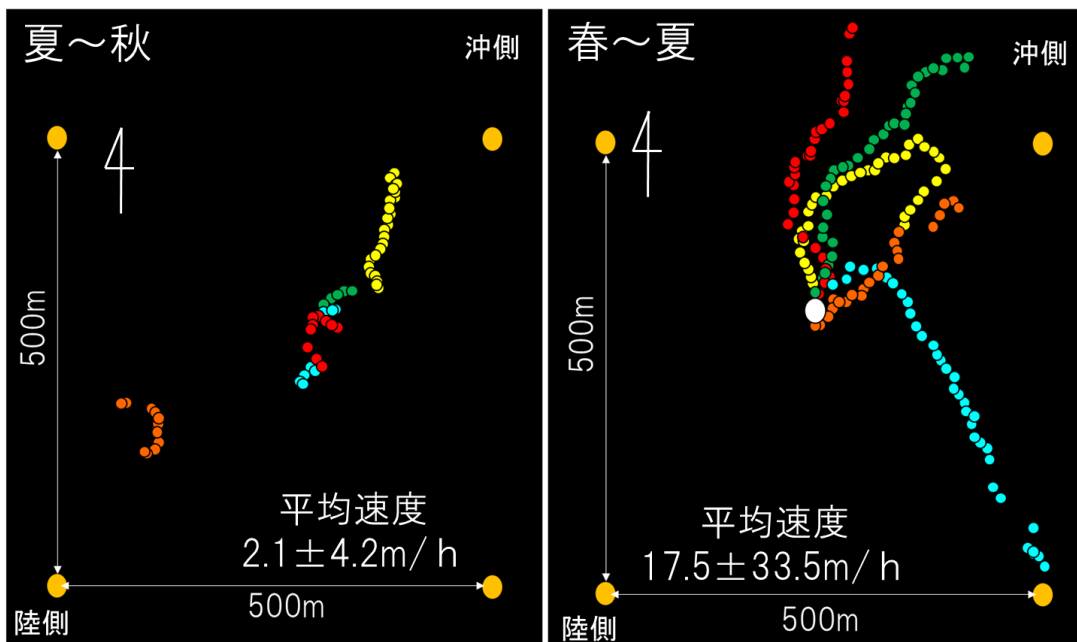 夏～秋
沖側
500m
平均速度
2.1±4.2m/h
500m
陸側
春～夏
沖側
500m
平均速度
17.5±33.5m/h
500m
陸側